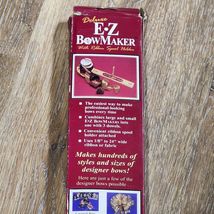 Deluxe
E-Z
BOWMAKER
With Ribbon Spool Holder
• The easiest way to make
professional-looking
bows every time
• Combines large and small
E-Z BOWMAKERS into
one with 3 dowels.
• Convenient ribbon spool
holder attached
• Uses 1/8" to 24" wide
ribbon or fabric
Makes hundreds of
styles and sizes of
designer bows!
Here are just a few of the
designer bows possible